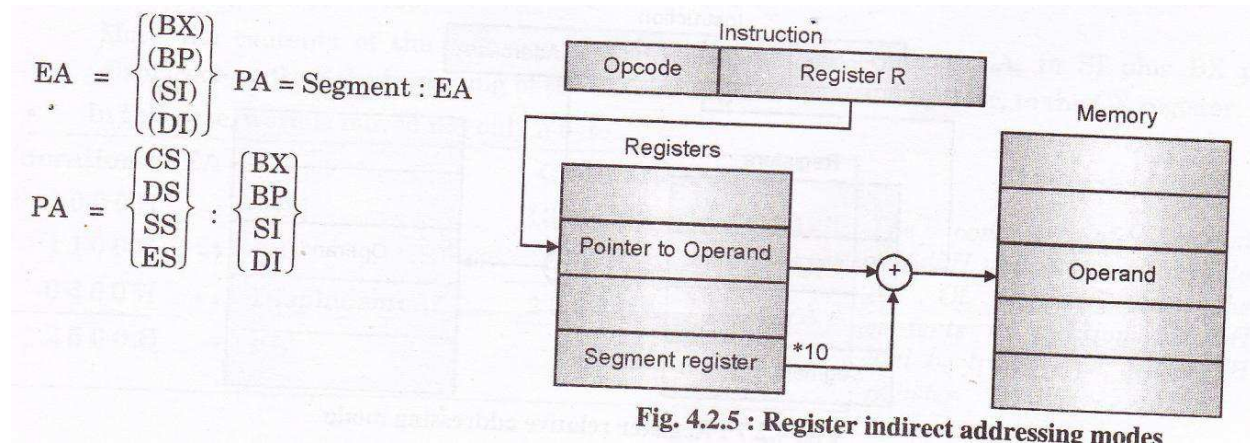 Instruction
Opcode Register R
EA = {(BX) (BP) (SI) (DI)} PA = Segment : EA
PA = {CS DS SS ES} : {BX BP SI DI}
Registers
Pointer to Operand
Segment register
*10
+
Memory
Operand
Fig. 4.2.5 : Register indirect addressing modes